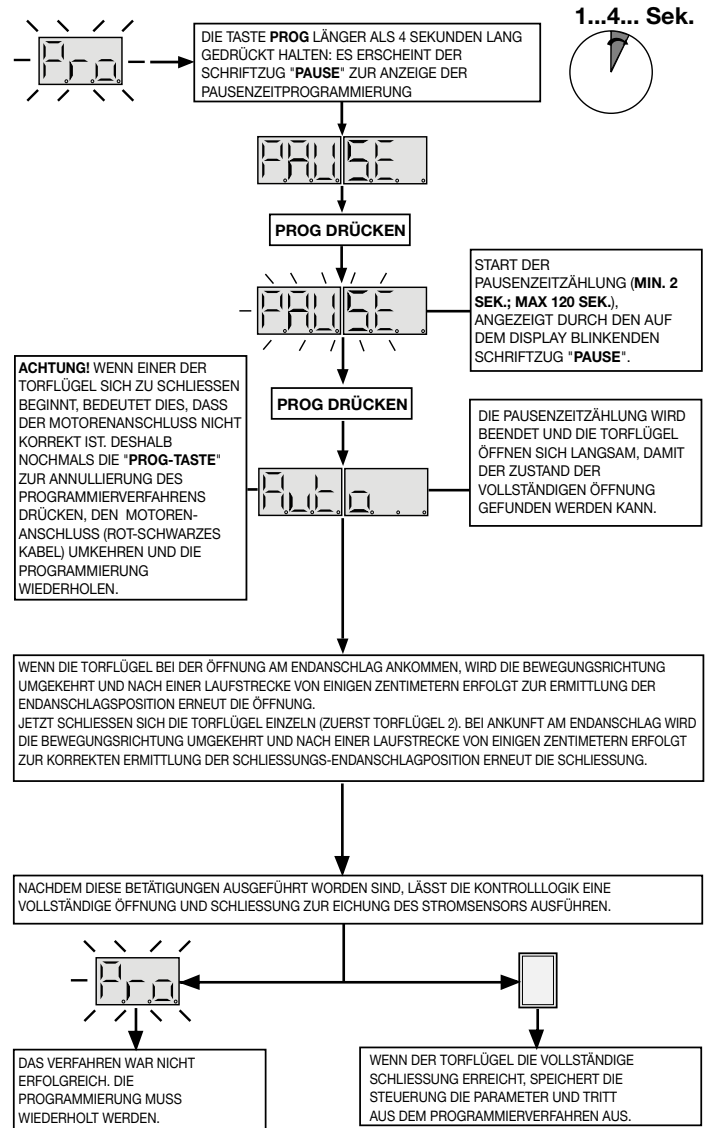 1...4... Sek.
Pro
DIE TASTE PROG LÄNGER ALS 4 SEKUNDEN LANG
GEDRÜCKT HALTEN: ES ERSCHEINT DER
SCHRIFTZUG "PAUSE" ZUR ANZEIGE DER
PAUSENZEITPROGRAMMIERUNG
PAUSE
PROG DRÜCKEN
PAUSE
START DER
PAUSENZEITZÄHLUNG (MIN. 2
SEK.; MAX 120 SEK.),
ANGEZEIGT DURCH DEN AUF
DEM DISPLAY BLINKENDEN
SCHRIFTZUG "PAUSE".
ACHTUNG! WENN EINER DER
TORFLÜGEL SICH ZU SCHLIESSEN
BEGINNT, BEDEUTET DIES, DASS
DER MOTORENANSCHLUSS NICHT
KORREKT IST. DESHALB
NOCHMALS DIE "PROG-TASTE"
ZUR ANNULLIERUNG DES
PROGRAMMIERVERFAHRENS
DRÜCKEN, DEN MOTOREN-
ANSCHLUSS (ROT-SCHWARZES
KABEL) UMKEHREN UND DIE
PROGRAMMIERUNG
WIEDERHOLEN.
PROG DRÜCKEN
Auto
DIE PAUSENZEITZÄHLUNG WIRD
BEENDET UND DIE TORFLÜGEL
ÖFFNEN SICH LANGSAM, DAMIT
DER ZUSTAND DER
VOLLSTÄNDIGEN ÖFFNUNG
GEFUNDEN WERDEN KANN.
WENN DIE TORFLÜGEL BEI DER ÖFFNUNG AM ENDANSCHLAG ANKOMMEN, WIRD DIE BEWEGUNGSRICHTUNG
UMGEKEHRT UND NACH EINER LAUFSTRECKE VON EINIGEN ZENTIMETERN ERFOLGT ZUR ERMITTLUNG DER
ENDANSCHLAGSPOSITION ERNEUT DIE ÖFFNUNG.
JETZT SCHLIESSEN SICH DIE TORFLÜGEL EINZELN (ZUERST TORFLÜGEL 2). BEI ANKUNFT AM ENDANSCHLAG WIRD
DIE BEWEGUNGSRICHTUNG UMGEKEHRT UND NACH EINER LAUFSTRECKE VON EINIGEN ZENTIMETERN ERFOLGT
ZUR KORREKTEN ERMITTLUNG DER SCHLIESSUNGS-ENDANSCHLAGPOSITION ERNEUT DIE SCHLIESSUNG.
NACHDEM DIESE BETÄTIGUNGEN AUSGEFÜHRT WORDEN SIND, LÄSST DIE KONTROLLLOGIK EINE
VOLLSTÄNDIGE ÖFFNUNG UND SCHLIESSUNG ZUR EICHUNG DES STROMSENSORS AUSFÜHREN.
Pro
DAS VERFAHREN WAR NICHT
ERFOLGREICH. DIE
PROGRAMMIERUNG MUSS
WIEDERHOLT WERDEN.
WENN DER TORFLÜGEL DIE VOLLSTÄNDIGE
SCHLIESSUNG ERREICHT, SPEICHERT DIE
STEUERUNG DIE PARAMETER UND TRITT
AUS DEM PROGRAMMIERVERFAHREN AUS.